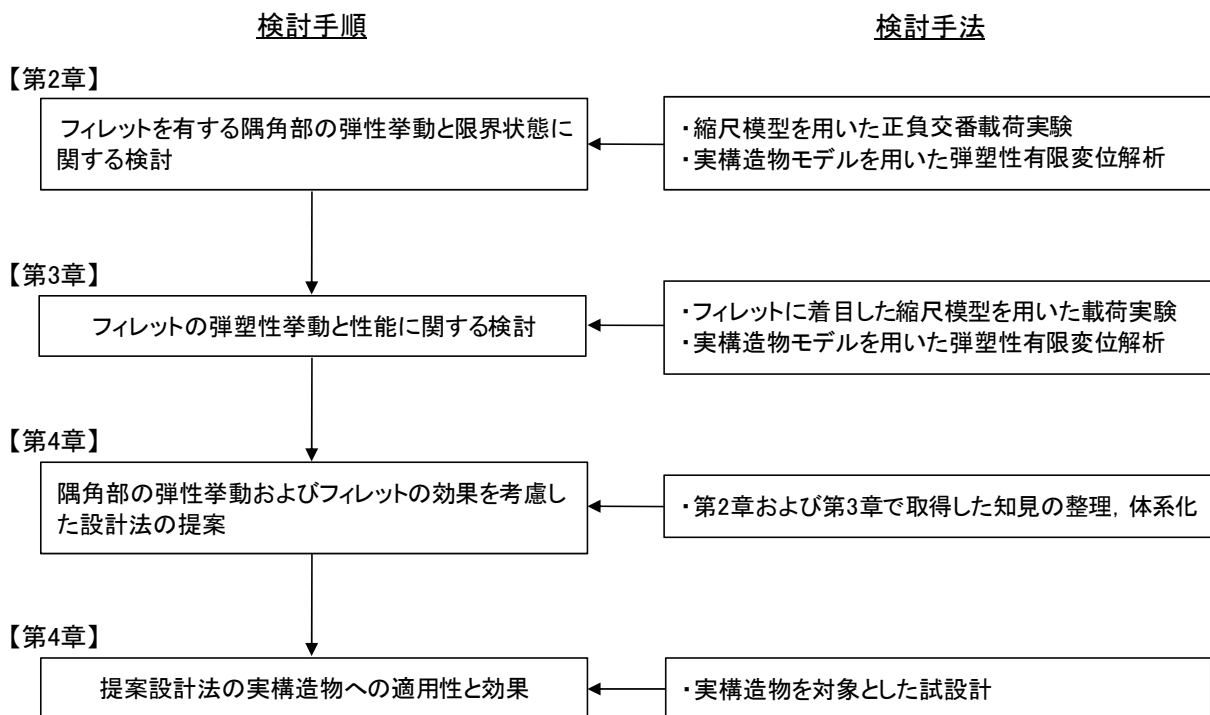 検討手順
検討手法
【第2章】
フィレットを有する隅角部の弾性挙動と限界状態に
関する検討
・縮尺模型を用いた正負交番載荷実験
・実構造物モデルを用いた弾塑性有限変位解析
【第3章】
フィレットの弾塑性挙動と性能に関する検討
・フィレットに着目した縮尺模型を用いた載荷実験
・実構造物モデルを用いた弾塑性有限変位解析
【第4章】
隅角部の弾性挙動およびフィレットの効果を考慮し
た設計法の提案
・第2章および第3章で取得した知見の整理，体系化
【第4章】
提案設計法の実構造物への適用性と効果
・実構造物を対象とした試設計